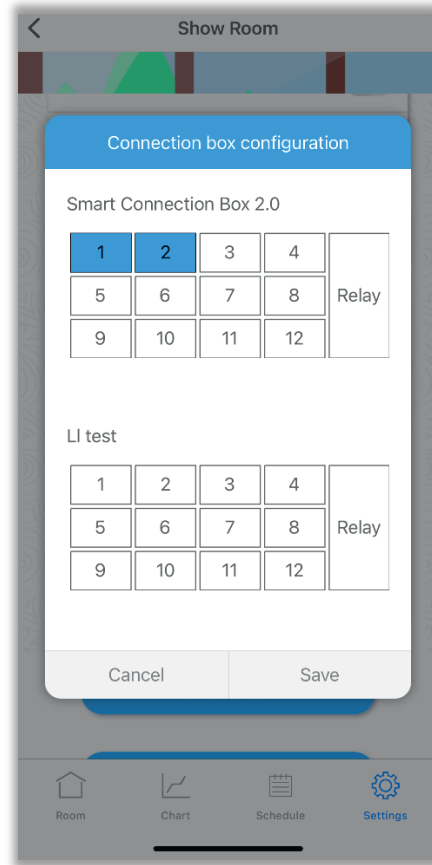 Show Room
Connection box configuration
Smart Connection Box 2.0
1 2 3 4
5 6 7 8 Relay
9 10 11 12
Ll test
1 2 3 4
5 6 7 8 Relay
9 10 11 12
Cancel Save
Room Chart Schedule Settings